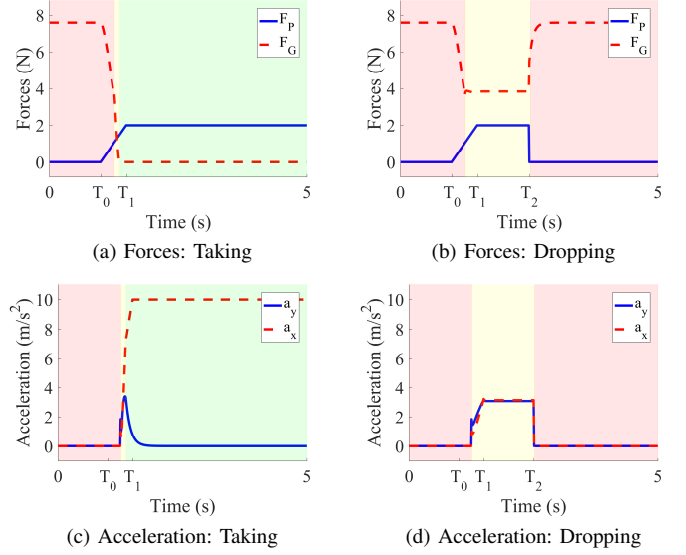 8
6
4
2
0
Forces (N)
F_P
F_G
0
T_0
T_1
5
Time (s)
(a) Forces: Taking
8
6
4
2
0
Forces (N)
F_P
F_G
0
T_0
T_1
T_2
5
Time (s)
(b) Forces: Dropping
10
8
6
4
2
0
Acceleration (m/s²)
a_y
a_x
0
T_0
T_1
5
Time (s)
(c) Acceleration: Taking
10
8
6
4
2
0
Acceleration (m/s²)
a_y
a_x
0
T_0
T_1
T_2
5
Time (s)
(d) Acceleration: Dropping